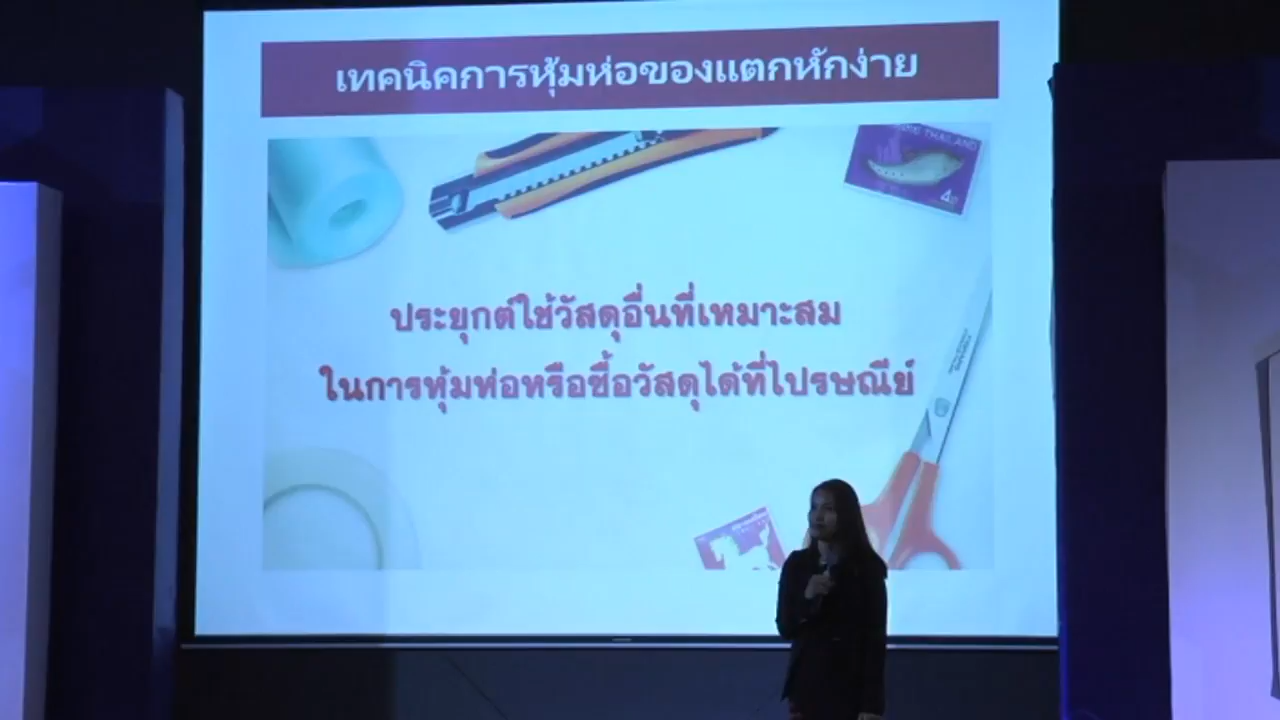 เทคนิคการหุ้มห่อของแตกหักง่าย
THAILAND
4
ประยุกต์ใช้วัสดุอื่นที่เหมาะสม
ในการหุ้มห่อหรือซื้อวัสดุได้ที่ไปรษณีย์